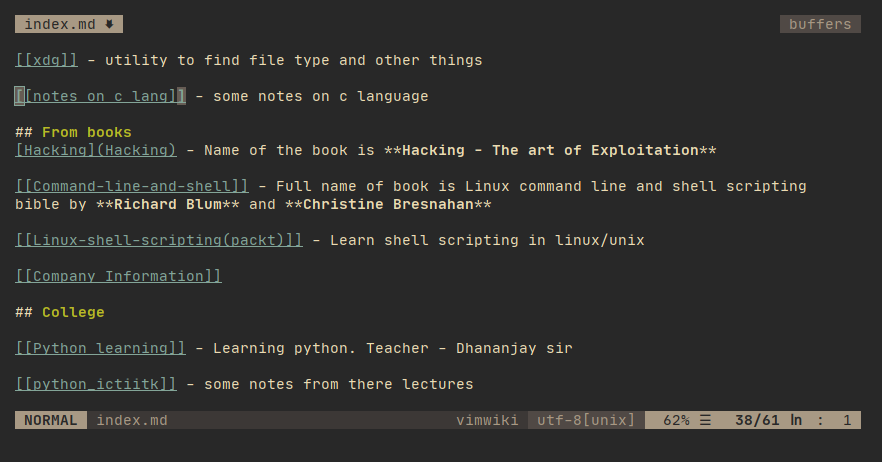 index.md buffers
[[xdg]] - utility to find file type and other things
[[notes on c lang]] - some notes on c language
## From books
[Hacking](Hacking) - Name of the book is **Hacking - The art of Exploitation**
[[Command-line-and-shell]] - Full name of book is Linux command line and shell scripting
bible by **Richard Blum** and **Christine Bresnahan**
[[Linux-shell-scripting(packt)]] - Learn shell scripting in linux/unix
[[Company Information]]
## College
[[Python learning]] - Learning python. Teacher - Dhananjay sir
[[python_ictiitk]] - some notes from there lectures
NORMAL index.md vimwiki utf-8[unix] 62% ☰ 38/61 ㏑ : 1